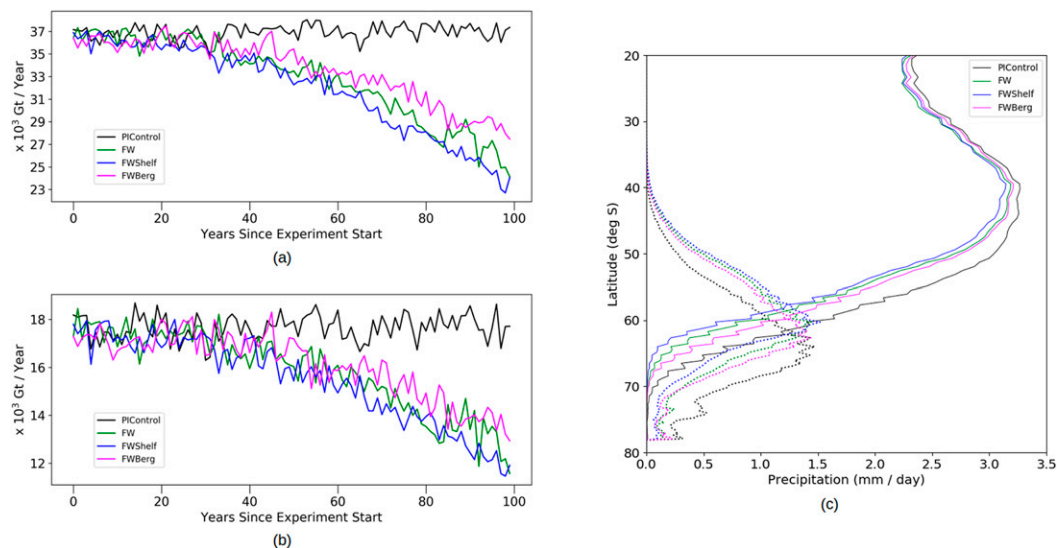 37
35
33
31
29
27
25
23
x 10³ Gt / Year
PIControl
FW
FWShelf
FWBerg
0 20 40 60 80 100
Years Since Experiment Start
(a)
18
16
14
12
x 10³ Gt / Year
PIControl
FW
FWShelf
FWBerg
0 20 40 60 80 100
Years Since Experiment Start
(b)
20
30
40
50
60
70
80
Latitude (deg S)
PIControl
FW
FWShelf
FWBerg
0.0 0.5 1.0 1.5 2.0 2.5 3.0 3.5
Precipitation (mm / day)
(c)